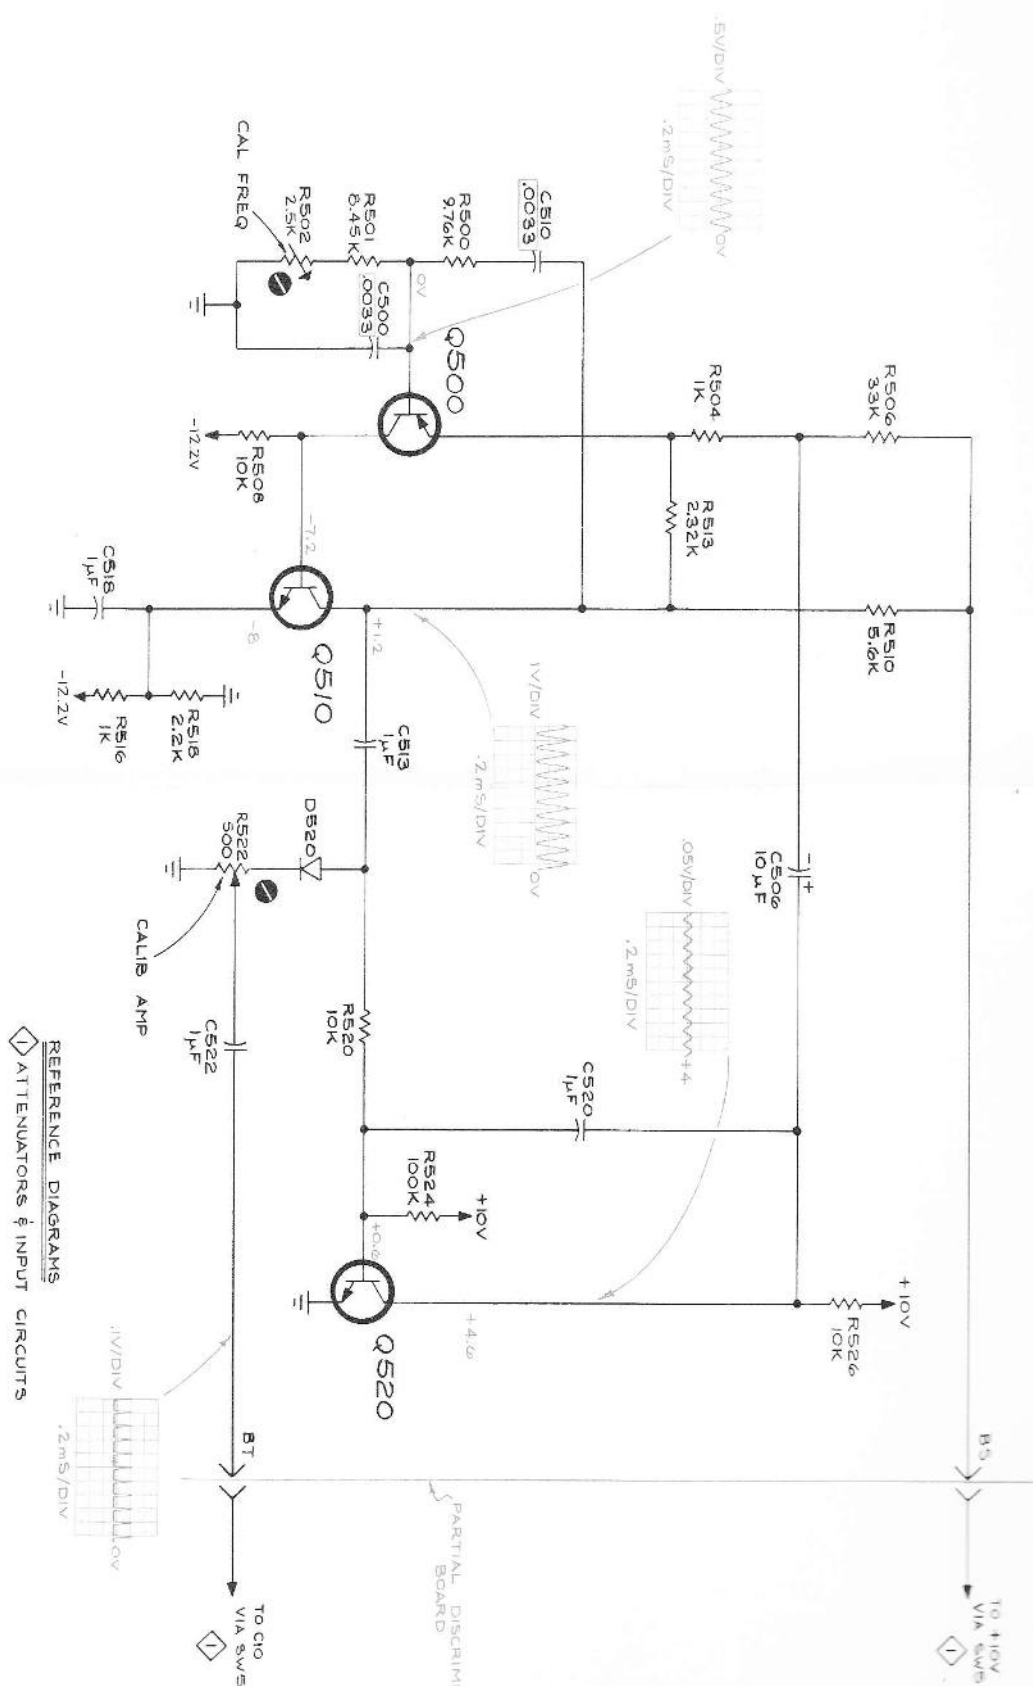 .5V/DIV
0V
.2mS/DIV
CAL FREQ
R502
2.5K
R501
8.45K
R500
9.76K
C510
.0033
C500
.0033
0V
Q500
R504
1K
R506
33K
-12.2V
R508
10K
R513
2.32K
-7.2
C518
1µF
-8
Q510
+1.2
R510
5.6K
-12.2V
R516
1K
R518
2.2K
C513
1µF
1V/DIV
0V
.2mS/DIV
R522
500
D520
C506
10µF
-
+
.05V/DIV
+4
.2mS/DIV
CALIB AMP
C522
1µF
R520
10K
C520
1µF
R524
100K
+10V
+0.6
Q520
+4.6
R526
10K
+10V
REFERENCE DIAGRAMS
1 ATTENUATORS & INPUT CIRCUITS
.1V/DIV
0V
.2mS/DIV
BT
BS
PARTIAL DISCRIM
BOARD
TO C10
VIA SW5
1
TO +10V
VIA SW5
1